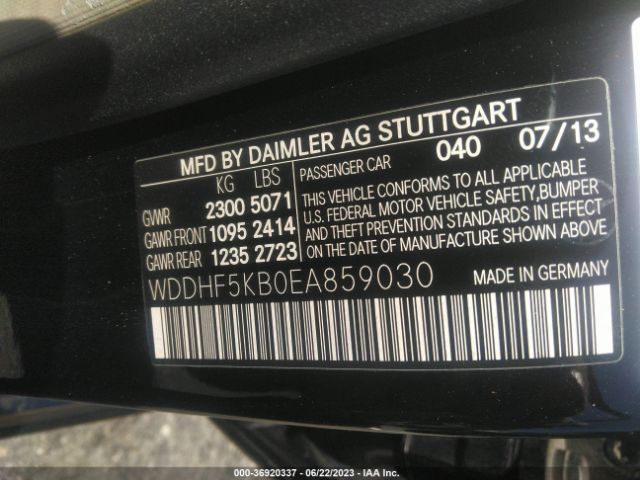 MFD BY DAIMLER AG STUTTGART
KG LBS
GVWR 2300 5071
GAWR FRONT 1095 2414
GAWR REAR 1235 2723
PASSENGER CAR 040 07/13
THIS VEHICLE CONFORMS TO ALL APPLICABLE
U.S. FEDERAL MOTOR VEHICLE SAFETY,BUMPER
AND THEFT PREVENTION STANDARDS IN EFFECT
ON THE DATE OF MANUFACTURE SHOWN ABOVE
WDDHF5KB0EA859030
MADE IN GERMANY
000-36920337 - 06/22/2023 - IAA Inc.